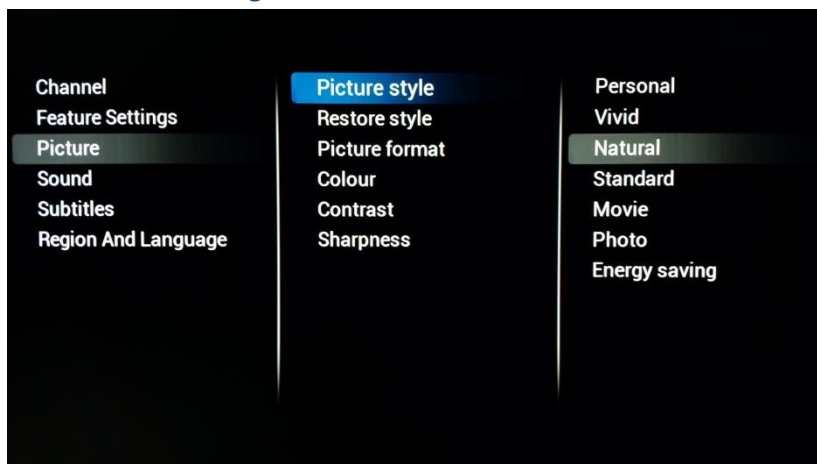 Channel
Feature Settings
Picture
Sound
Subtitles
Region And Language
Picture style
Restore style
Picture format
Colour
Contrast
Sharpness
Personal
Vivid
Natural
Standard
Movie
Photo
Energy saving